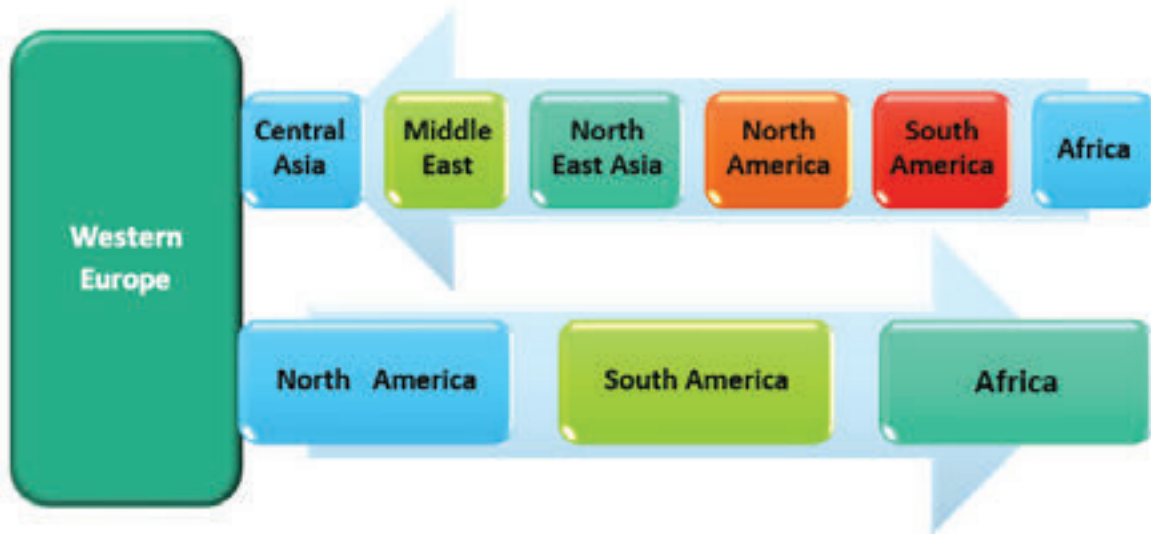 Western
Europe
Central
Asia
Middle
East
North
East Asia
North
America
South
America
Africa
North America
South America
Africa